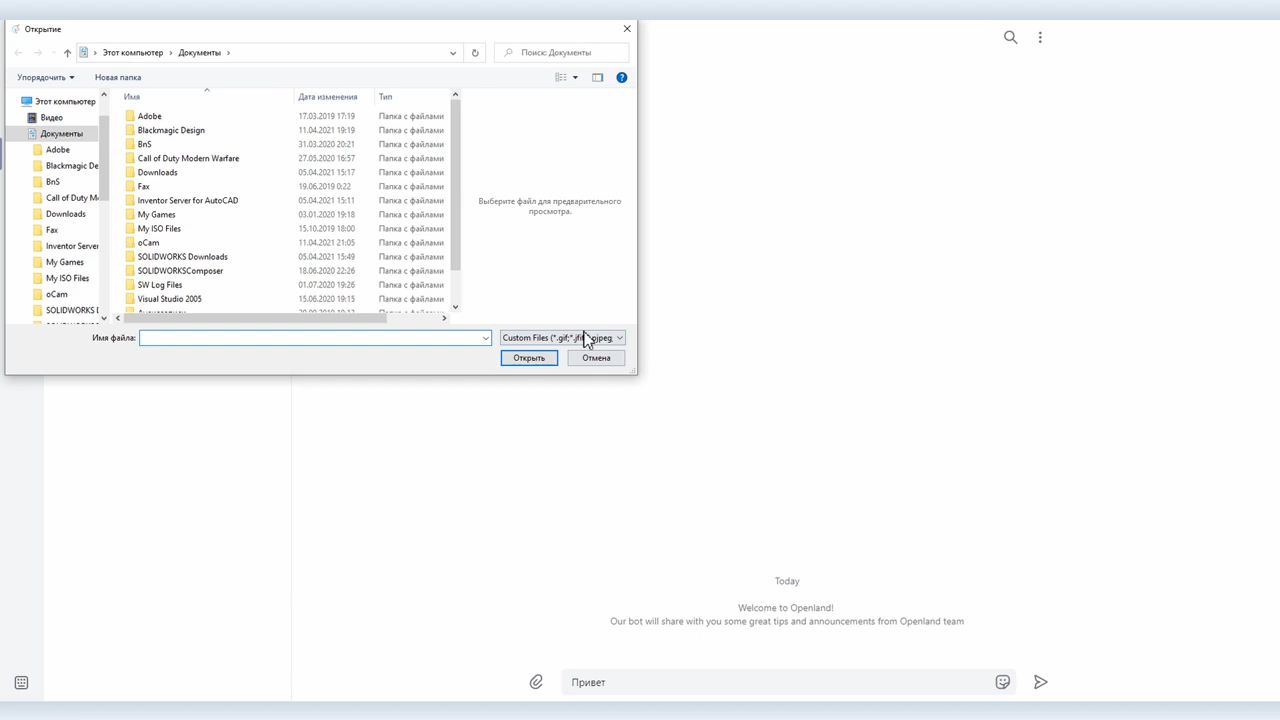 Открытие
Этот компьютер › Документы ›
Поиск: Документы
Упорядочить
Новая папка
Имя
Дата изменения
Тип
Этот компьютер
Видео
Документы
Adobe
Blackmagic De
BnS
Call of Duty M
Downloads
Fax
Inventor Server
My Games
My ISO Files
oCam
SOLIDWORKS D
Adobe 17.03.2019 17:19 Папка с файлами
Blackmagic Design 11.04.2021 19:19 Папка с файлами
BnS 31.03.2020 20:21 Папка с файлами
Call of Duty Modern Warfare 27.05.2020 16:57 Папка с файлами
Downloads 05.04.2021 15:17 Папка с файлами
Fax 19.06.2019 0:22 Папка с файлами
Inventor Server for AutoCAD 05.04.2021 15:11 Папка с файлами
My Games 03.01.2020 19:18 Папка с файлами
My ISO Files 15.10.2019 18:00 Папка с файлами
oCam 11.04.2021 21:05 Папка с файлами
SOLIDWORKS Downloads 05.04.2021 15:49 Папка с файлами
SOLIDWORKSComposer 18.06.2020 22:26 Папка с файлами
SW Log Files 01.07.2020 19:26 Папка с файлами
Visual Studio 2005 15.06.2020 19:15 Папка с файлами
Выберите файл для предварительного
просмотра.
Имя файла:
Custom Files (*.gif;*.jfif
Открыть
Отмена
Today
Welcome to Openland!
Our bot will share with you some great tips and announcements from Openland team
Привет